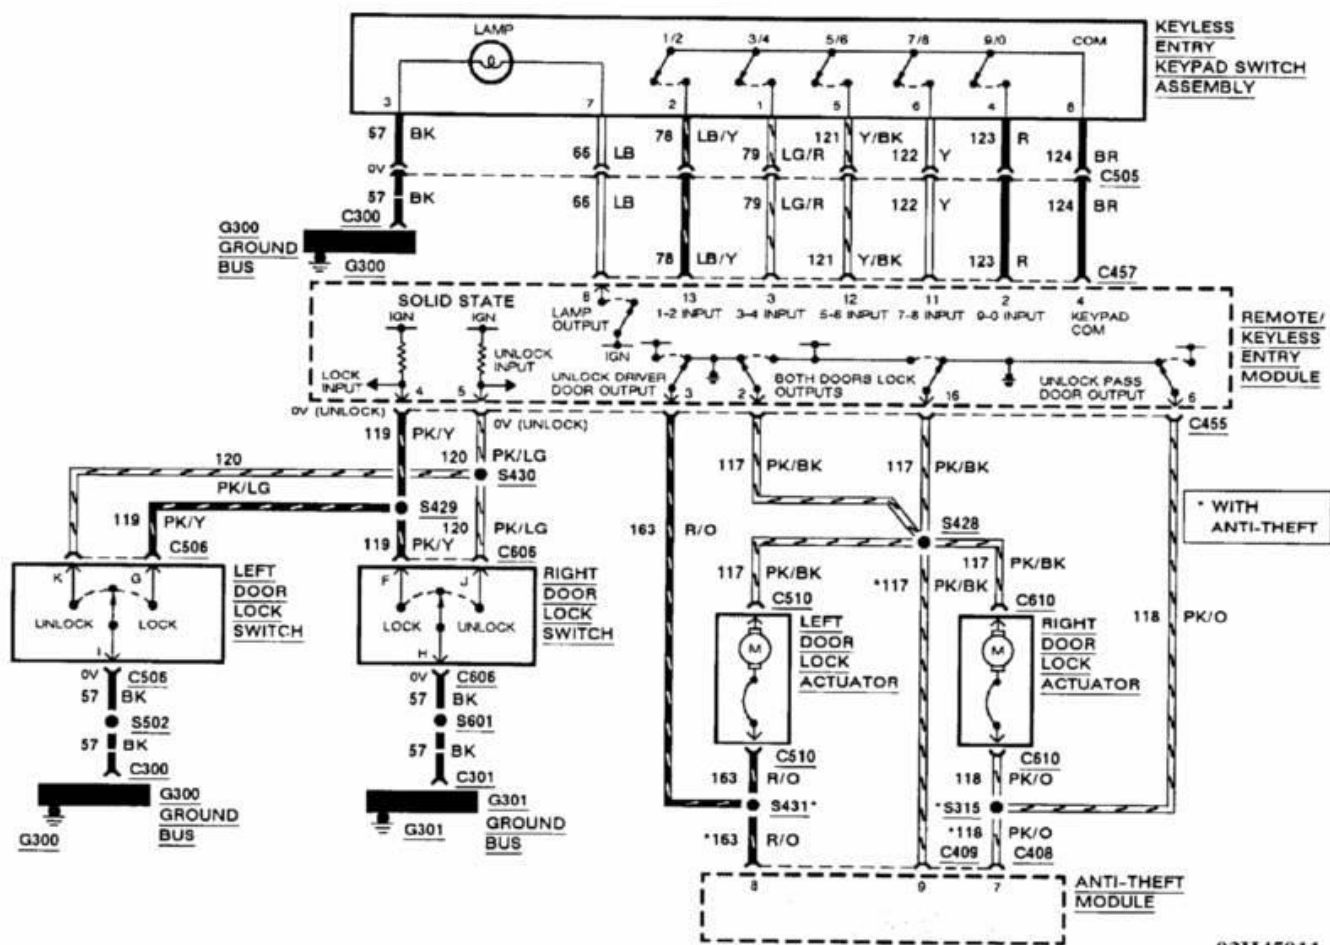 LAMP
1/2 3/4 5/6 7/8 9/0 COM
KEYLESS
ENTRY
KEYPAD SWITCH
ASSEMBLY
3 7 2 1 5 6 4 8
57 BK 66 LB 78 LB/Y 79 LG/R 121 Y/BK 122 Y 123 R 124 BR
0V
C505
57 BK 66 LB 79 LG/R 122 Y 124 BR
C300
G300
GROUND
BUS
G300
78 LB/Y 121 Y/BK 123 R
C457
SOLID STATE
8 13 3 12 11 2 4
LAMP
OUTPUT
1-2 INPUT 3-4 INPUT 5-6 INPUT 7-8 INPUT 9-0 INPUT KEYPAD
COM
IGN IGN IGN
REMOTE/
KEYLESS
ENTRY
MODULE
LOCK
INPUT
UNLOCK
INPUT
UNLOCK DRIVER
DOOR OUTPUT
BOTH DOORS LOCK
OUTPUTS
UNLOCK PASS
DOOR OUTPUT
4 5 3 2 16 6
0V (UNLOCK) 0V (UNLOCK)
C455
119 PK/Y 120 PK/LG
120
PK/LG
S430
S429
117 PK/BK 117 PK/BK
* WITH
ANTI-THEFT
119 PK/Y
C506
119 PK/Y 120 PK/LG
C606
163 R/O
S428
117 PK/BK *117 PK/BK 117 PK/BK
118 PK/O
K G
UNLOCK LOCK
I
LEFT
DOOR
LOCK
SWITCH
F J
LOCK UNLOCK
H
RIGHT
DOOR
LOCK
SWITCH
C510
M
LEFT
DOOR
LOCK
ACTUATOR
C610
M
RIGHT
DOOR
LOCK
ACTUATOR
0V C506
57 BK
S502
57 BK
C300
G300
GROUND
BUS
G300
0V C606
57 BK
S601
57 BK
C301
G301
GROUND
BUS
G301
C510
163 R/O
S431*
*163 R/O
C610
118 PK/O
*S315
*118 PK/O
C409 C408
8 9 7
ANTI-THEFT
MODULE